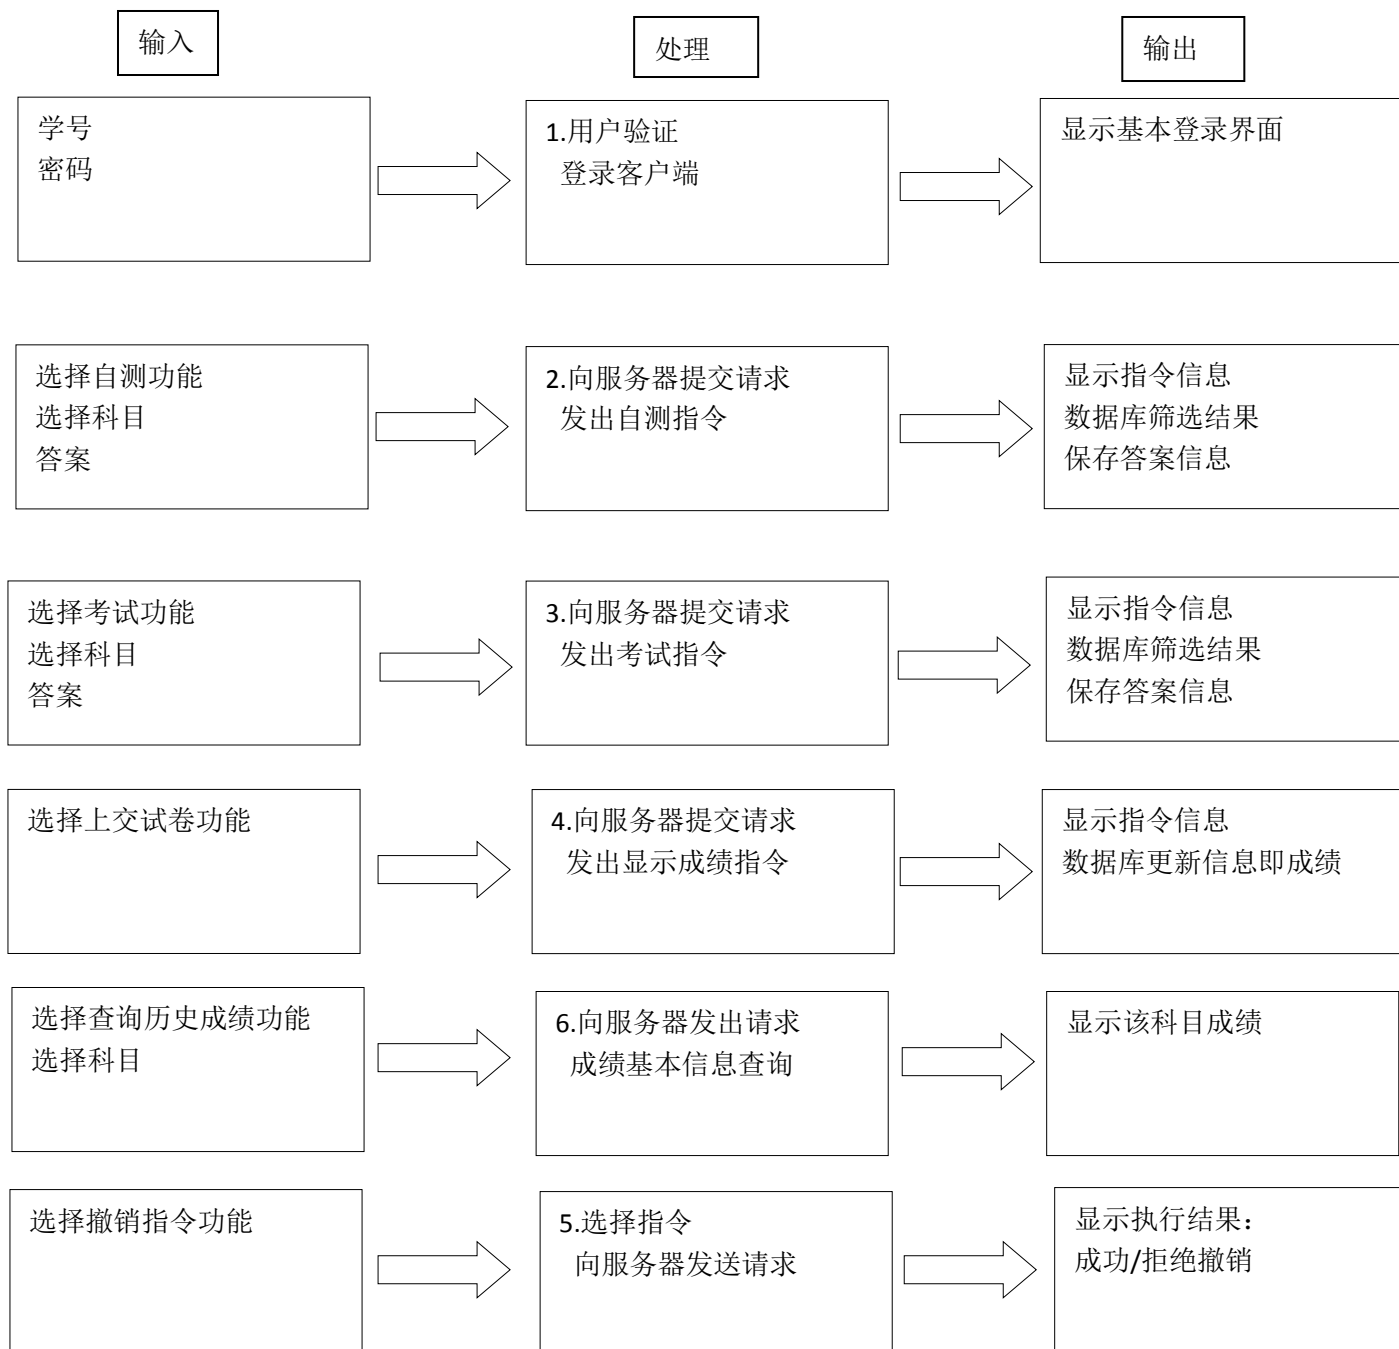 输入
处理
输出
学号
密码
1.用户验证
登录客户端
显示基本登录界面
选择自测功能
选择科目
答案
2.向服务器提交请求
发出自测指令
显示指令信息
数据库筛选结果
保存答案信息
选择考试功能
选择科目
答案
3.向服务器提交请求
发出考试指令
显示指令信息
数据库筛选结果
保存答案信息
选择上交试卷功能
4.向服务器提交请求
发出显示成绩指令
显示指令信息
数据库更新信息即成绩
选择查询历史成绩功能
选择科目
6.向服务器发出请求
成绩基本信息查询
显示该科目成绩
选择撤销指令功能
5.选择指令
向服务器发送请求
显示执行结果：
成功/拒绝撤销